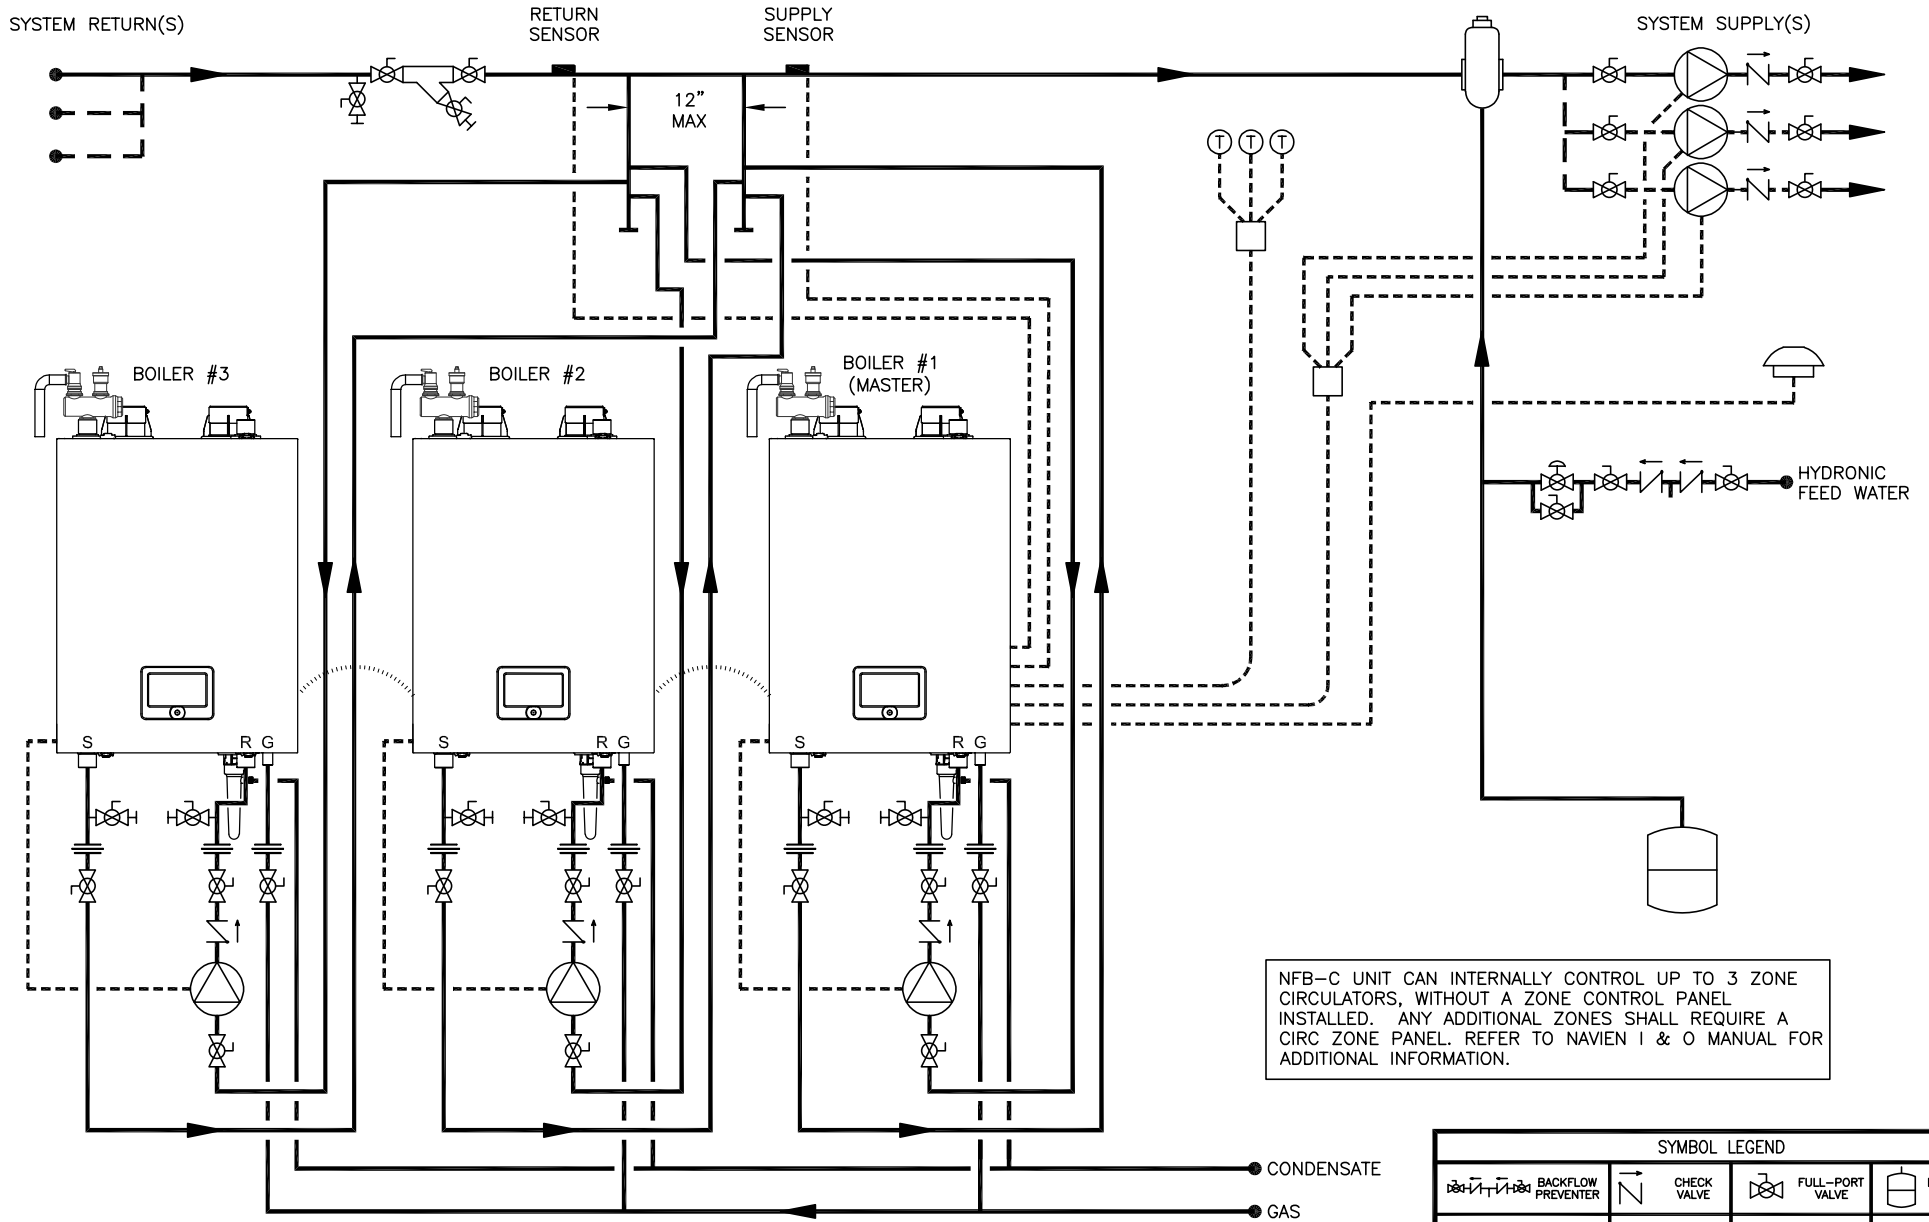 SYSTEM RETURN(S)
RETURN
SENSOR
SUPPLY
SENSOR
SYSTEM SUPPLY(S)
12"
MAX
T T T
BOILER #3
BOILER #2
BOILER #1
(MASTER)
HYDRONIC
FEED WATER
S R G
S R G
S R G
NFB-C UNIT CAN INTERNALLY CONTROL UP TO 3 ZONE
CIRCULATORS, WITHOUT A ZONE CONTROL PANEL
INSTALLED. ANY ADDITIONAL ZONES SHALL REQUIRE A
CIRC ZONE PANEL. REFER TO NAVIEN I & O MANUAL FOR
ADDITIONAL INFORMATION.
CONDENSATE
GAS
SYMBOL LEGEND
BACKFLOW
PREVENTER
CHECK
VALVE
FULL-PORT
VALVE